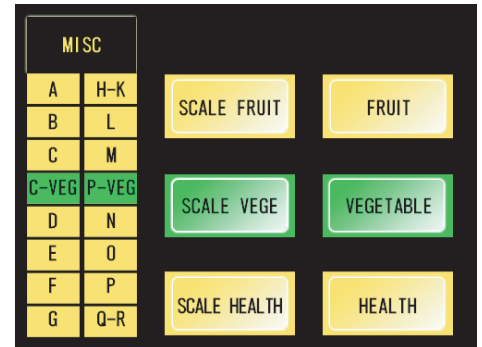 MISC
A H-K
B L
C M
C-VEG P-VEG
D N
E O
F P
G Q-R
SCALE FRUIT FRUIT
SCALE VEGE VEGETABLE
SCALE HEALTH HEALTH